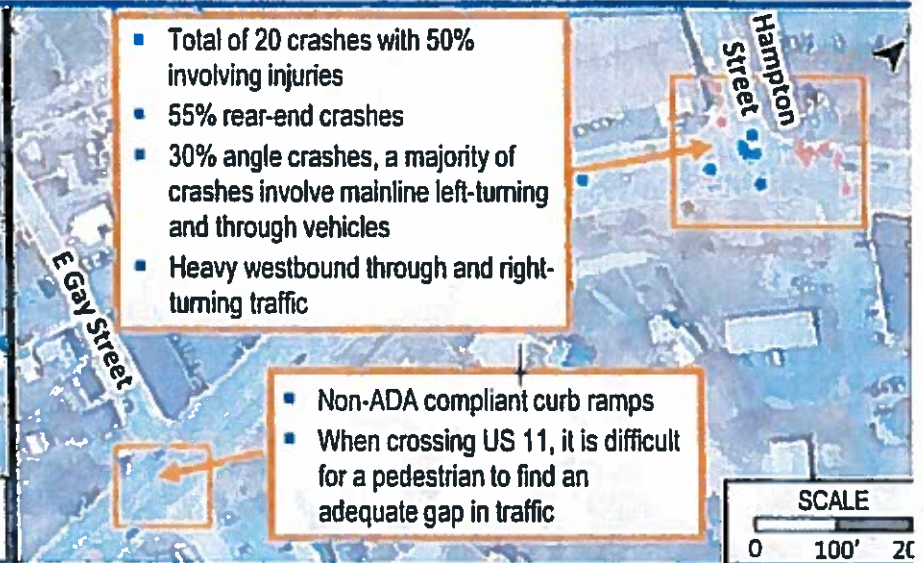 Total of 20 crashes with 50%
involving injuries
55% rear-end crashes
30% angle crashes, a majority of
crashes involve mainline left-turning
and through vehicles
Heavy westbound through and right-
turning traffic
Hampton
Street
E Gay Street
Non-ADA compliant curb ramps
When crossing US 11, it is difficult
for a pedestrian to find an
adequate gap in traffic
SCALE
0 100'